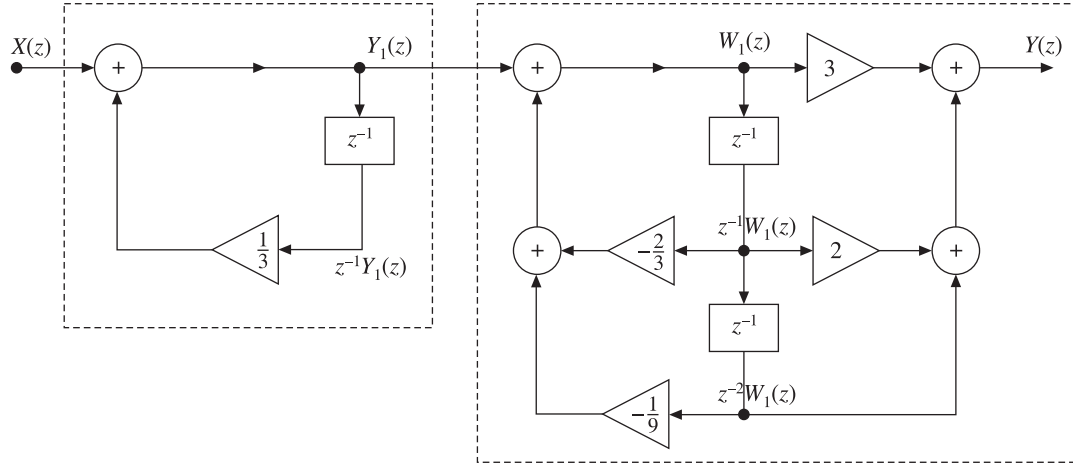 X(z)
Y₁(z)
W₁(z)
Y(z)
+
+
3
+
z⁻¹
z⁻¹
1/3
z⁻¹Y₁(z)
z⁻¹W₁(z)
+
-2/3
2
+
z⁻¹
z⁻²W₁(z)
-1/9